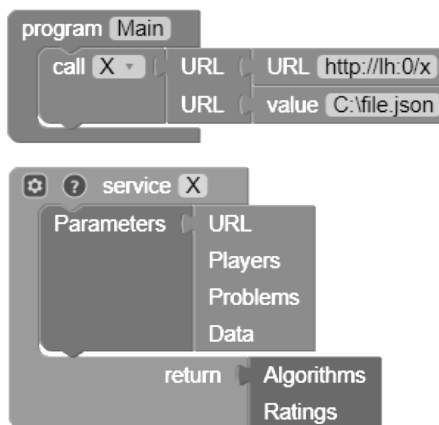 program Main
call X URL URL http://lh:0/x
URL value C:\file.json
? service X
Parameters URL
Players
Problems
Data
return Algorithms
Ratings